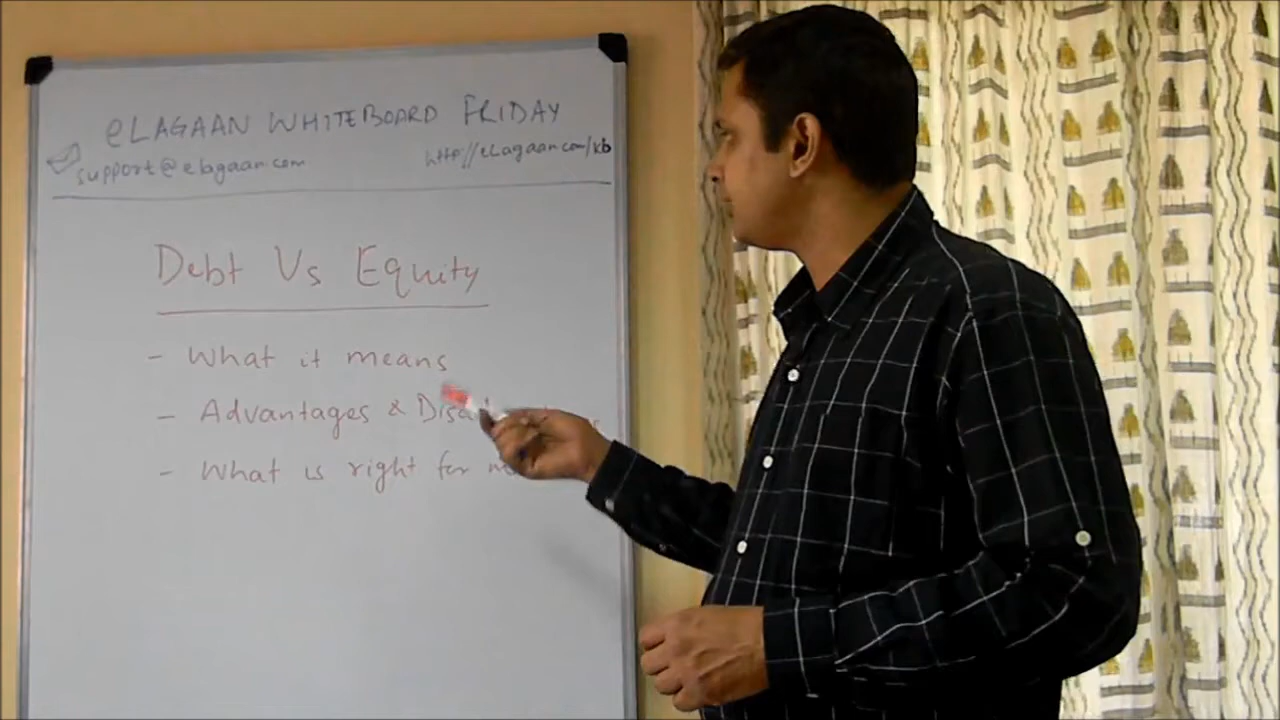 eLAGAAN WHITEBOARD FRIDAY
support@elagaan.com
http://eLagaan.com/kb
Debt Vs Equity
- What it means
- Advantages &
- What is right for